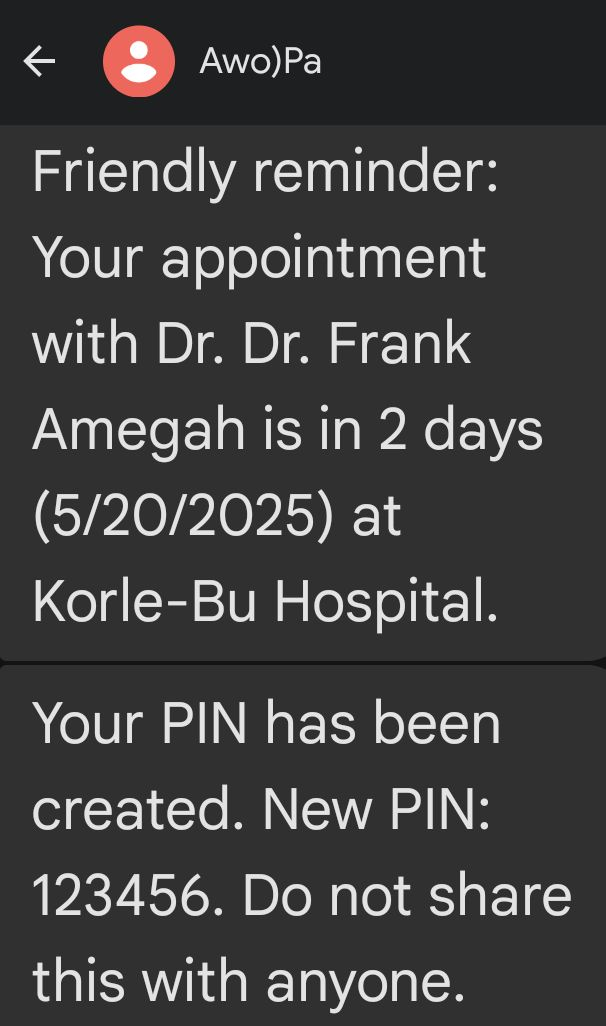 Awo)Pa
Friendly reminder:
Your appointment
with Dr. Dr. Frank
Amegah is in 2 days
(5/20/2025) at
Korle-Bu Hospital.
Your PIN has been
created. New PIN:
123456. Do not share
this with anyone.